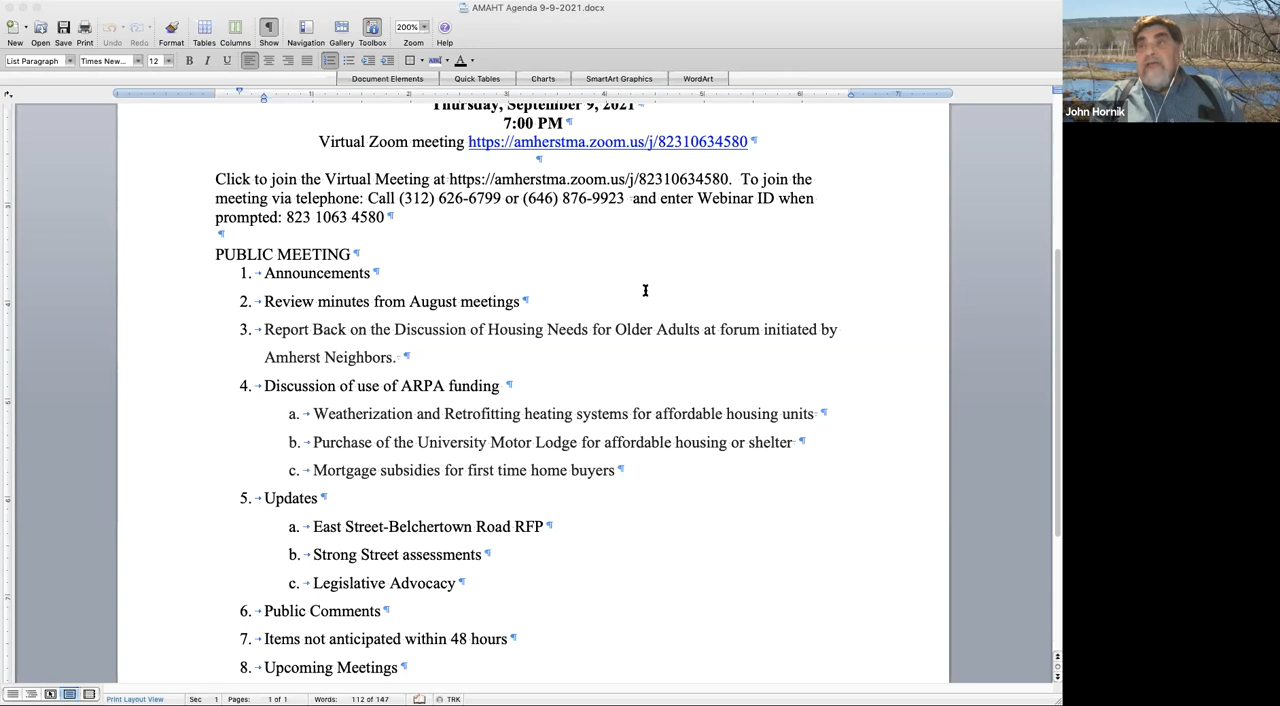 AMAHT Agenda 9-9-2021.docx
200%
New Open Save Print Undo Redo Format Tables Columns Show Navigation Gallery Toolbox Zoom Help
List Paragraph Times New... 12 B I U
Document Elements Quick Tables Charts SmartArt Graphics WordArt
Thursday, September 9, 2021
7:00 PM
Virtual Zoom meeting https://amherstma.zoom.us/j/82310634580
Click to join the Virtual Meeting at https://amherstma.zoom.us/j/82310634580. To join the
meeting via telephone: Call (312) 626-6799 or (646) 876-9923 and enter Webinar ID when
prompted: 823 1063 4580
PUBLIC MEETING
1. Announcements
2. Review minutes from August meetings
3. Report Back on the Discussion of Housing Needs for Older Adults at forum initiated by
Amherst Neighbors.
4. Discussion of use of ARPA funding
a. Weatherization and Retrofitting heating systems for affordable housing units
b. Purchase of the University Motor Lodge for affordable housing or shelter
c. Mortgage subsidies for first time home buyers
5. Updates
a. East Street-Belchertown Road RFP
b. Strong Street assessments
c. Legislative Advocacy
6. Public Comments
7. Items not anticipated within 48 hours
8. Upcoming Meetings
Print Layout View Sec 1 Pages: 1 of 1 Words: 112 of 147 TRK
John Hornik